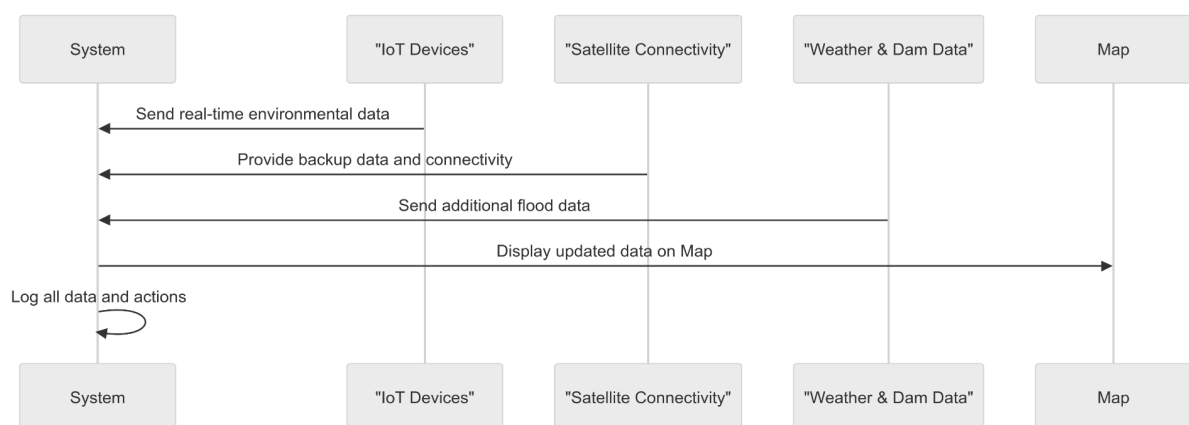 System
"IoT Devices"
"Satellite Connectivity"
"Weather & Dam Data"
Map
Send real-time environmental data
Provide backup data and connectivity
Send additional flood data
Display updated data on Map
Log all data and actions
System
"IoT Devices"
"Satellite Connectivity"
"Weather & Dam Data"
Map